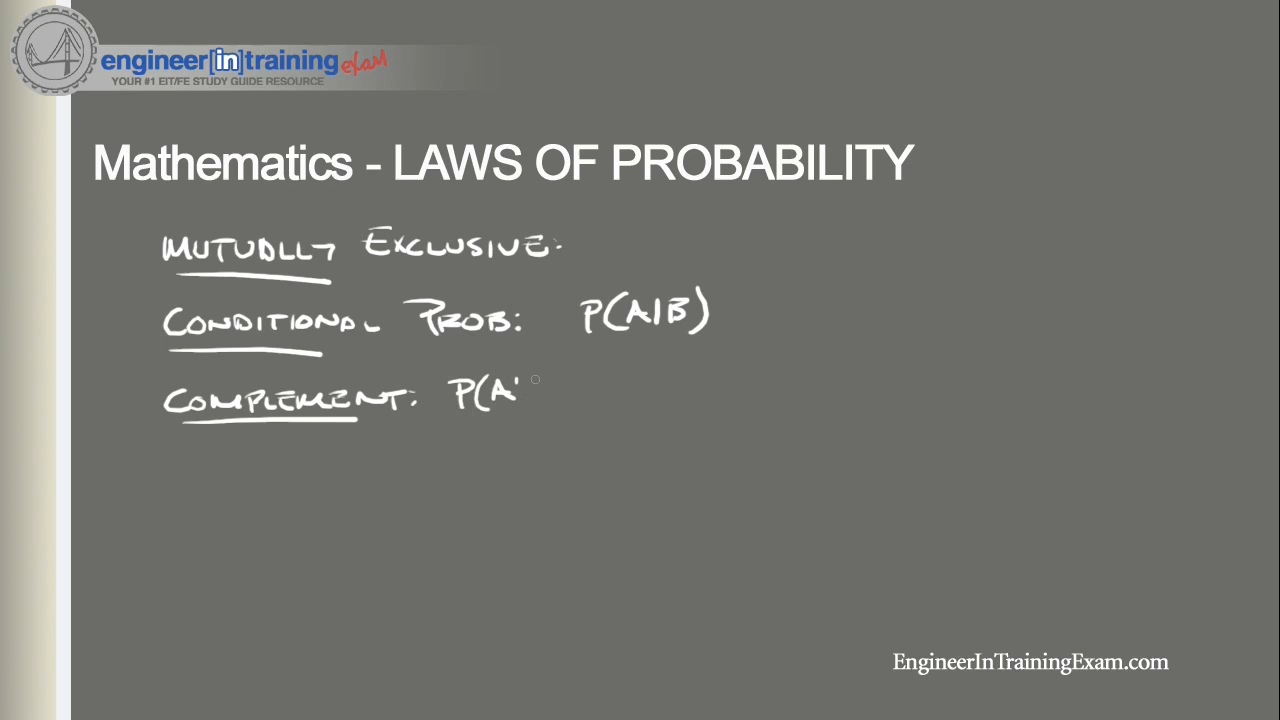 engineer[in]training exam
YOUR #1 EIT/FE STUDY GUIDE RESOURCE
Mathematics - LAWS OF PROBABILITY
MUTUALLY EXCLUSIVE:
CONDITIONAL PROB: P(A|B)
COMPLEMENT: P(A'
EngineerInTrainingExam.com